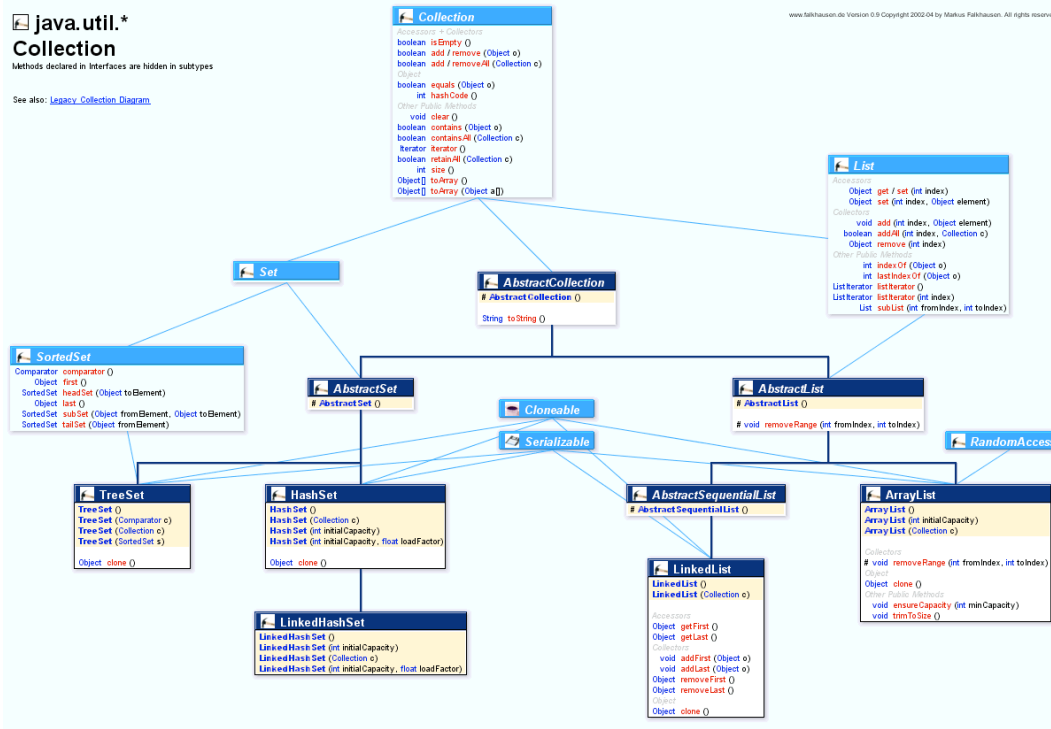 java.util.*
Collection
Methods declared in Interfaces are hidden in subtypes
See also: Legacy Collection Diagram
www.falkhausen.de Version 0.9 Copyright 2002-04 by Markus Falkhausen. All rights reserve
Collection
Accessors + Collectors
boolean isEmpty ()
boolean add / remove (Object o)
boolean add / removeAll (Collection c)
Object
boolean equals (Object o)
int hashCode ()
Other Public Methods
void clear ()
boolean contains (Object o)
boolean containsAll (Collection c)
Iterator iterator ()
boolean retainAll (Collection c)
int size ()
Object[] toArray ()
Object[] toArray (Object a[])
List
Accessors
Object get / set (int index)
Object set (int index, Object element)
Collectors
void add (int index, Object element)
boolean addAll (int index, Collection c)
Object remove (int index)
Other Public Methods
int indexOf (Object o)
int lastIndexOf (Object o)
ListIterator listIterator ()
ListIterator listIterator (int index)
List subList (int fromIndex, int toIndex)
Set
AbstractCollection
# AbstractCollection ()
String toString ()
SortedSet
Comparator comparator ()
Object first ()
SortedSet headSet (Object toElement)
Object last ()
SortedSet subSet (Object fromElement, Object toElement)
SortedSet tailSet (Object fromElement)
AbstractSet
# AbstractSet ()
AbstractList
# AbstractList ()
# void removeRange (int fromIndex, int toIndex)
Cloneable
Serializable
RandomAccess
TreeSet
TreeSet ()
TreeSet (Comparator c)
TreeSet (Collection c)
TreeSet (SortedSet s)
Object clone ()
HashSet
HashSet ()
HashSet (Collection c)
HashSet (int initialCapacity)
HashSet (int initialCapacity, float loadFactor)
Object clone ()
AbstractSequentialList
# AbstractSequentialList ()
ArrayList
ArrayList ()
ArrayList (int initialCapacity)
ArrayList (Collection c)
Collectors
# void removeRange (int fromIndex, int toIndex)
Object
Object clone ()
Other Public Methods
void ensureCapacity (int minCapacity)
void trimToSize ()
LinkedList
LinkedList ()
LinkedList (Collection c)
Accessors
Object getFirst ()
Object getLast ()
Collectors
void addFirst (Object o)
void addLast (Object o)
Object removeFirst ()
Object removeLast ()
Object
Object clone ()
LinkedHashSet
LinkedHashSet ()
LinkedHashSet (int initialCapacity)
LinkedHashSet (Collection c)
LinkedHashSet (int initialCapacity, float loadFactor)